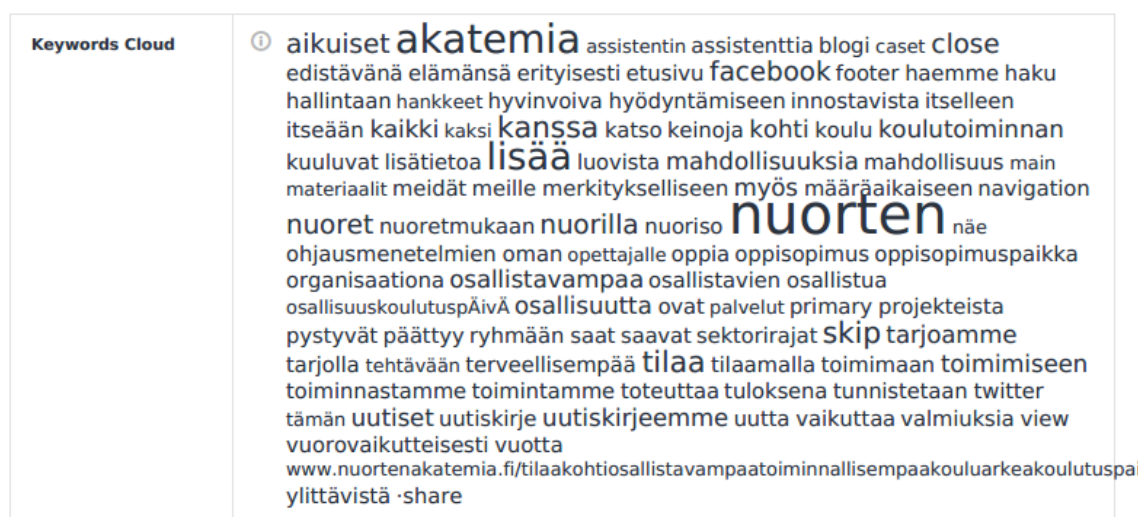 Keywords Cloud
aikuiset akatemia assistentin assistenttia blogi caset close
edistävänä elämänsä erityisesti etusivu facebook footer haemme haku
hallintaan hankkeet hyvinvoiva hyödyntämiseen innostavista itselleen
itseään kaikki kaksi kanssa katso keinoja kohti koulu koulutoiminnan
kuuluvat lisätietoa lisää luovista mahdollisuuksia mahdollisuus main
materiaalit meidät meille merkitykselliseen myös määräaikaiseen navigation
nuoret nuoretmukaan nuorilla nuoriso nuorten näe
ohjausmenetelmien oman opettajalle oppia oppisopimus oppisopimuspaikka
organisaationa osallistavampaa osallistavien osallistua
osallisuuskoulutuspÄivÄ osallisuutta ovat palvelut primary projekteista
pystyvät päättyy ryhmään saat saavat sektorirajat skip tarjoamme
tarjolla tehtävään terveellisempää tilaa tilaamalla toimimaan toimimiseen
toiminnastamme toimintamme toteuttaa tuloksena tunnistetaan twitter
tämän uutiset uutiskirje uutiskirjeemme uutta vaikuttaa valmiuksia view
vuorovaikutteisesti vuotta
www.nuortenakatemia.fi/tilaakohtiosallistavampaatoiminnallisempaakouluarkeakoulutuspai
ylittävistä ·share